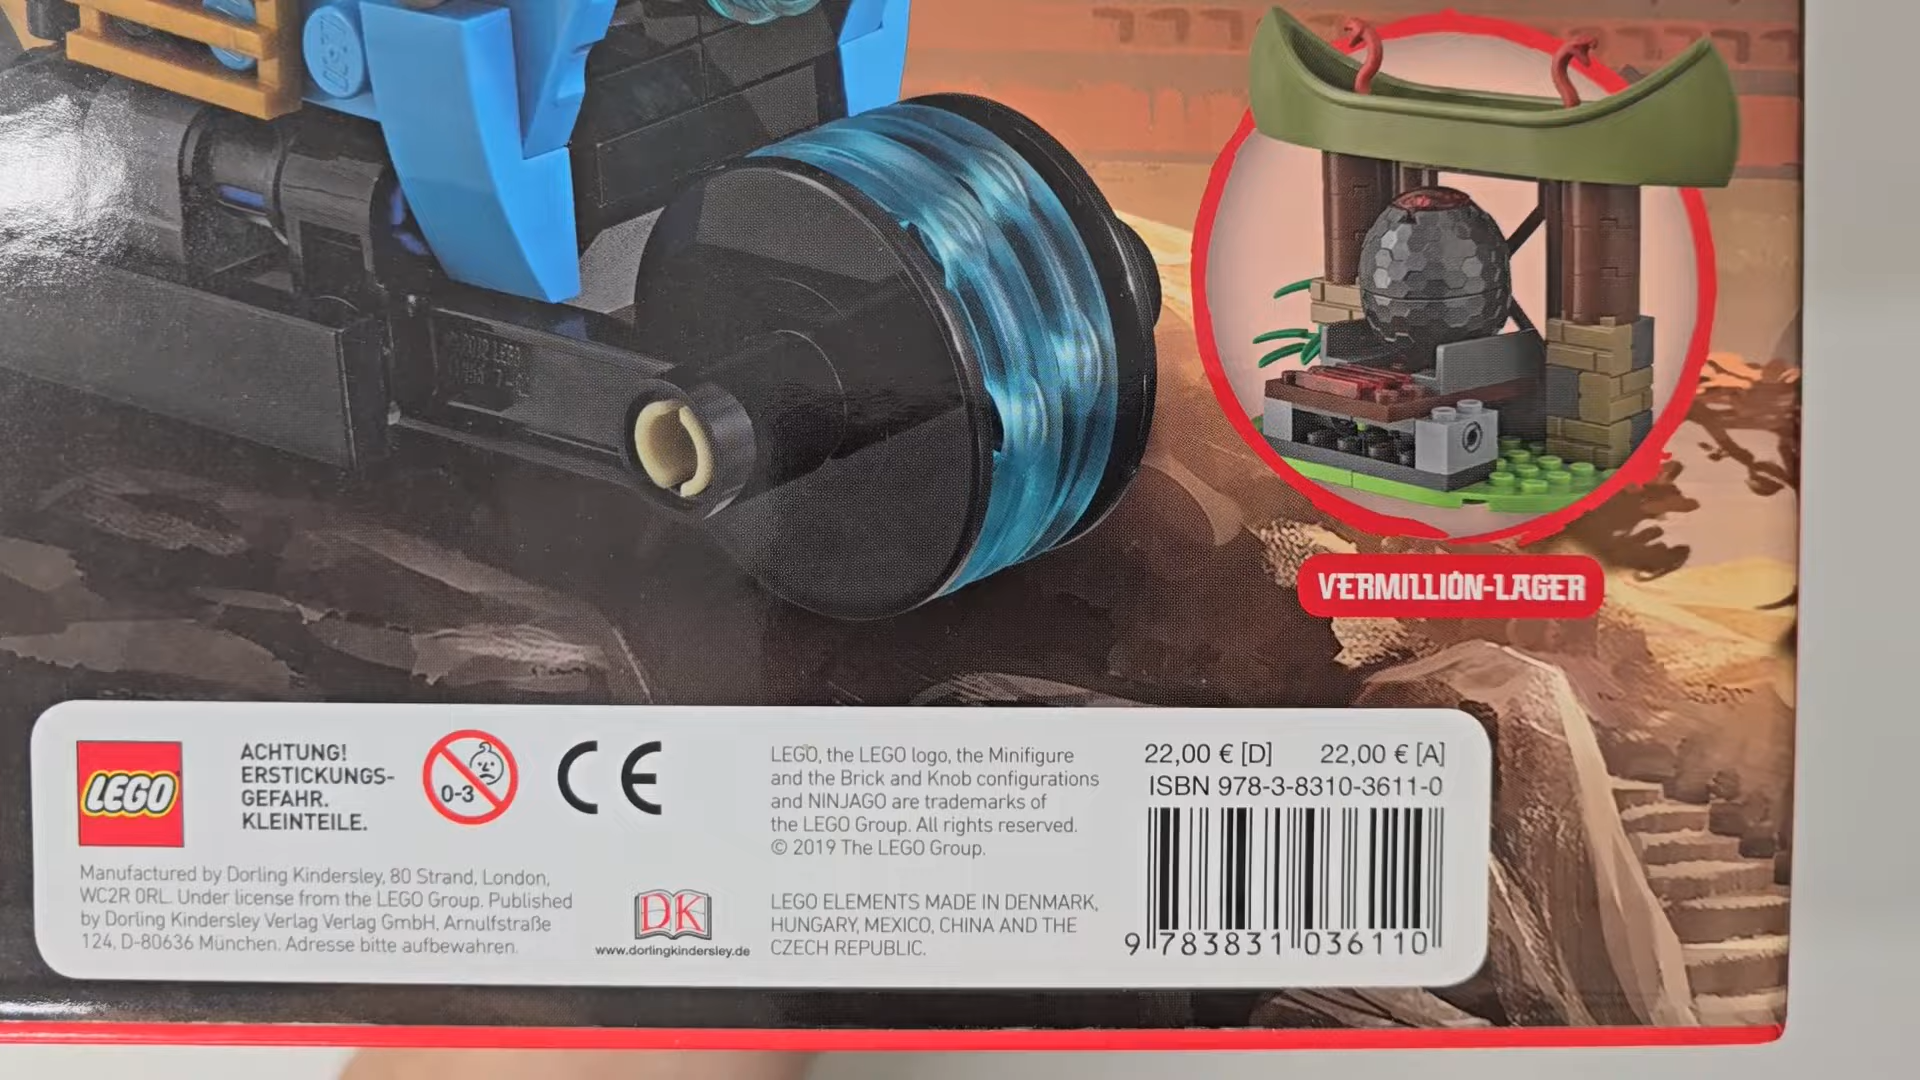 VERMILLION-LAGER
LEGO
ACHTUNG!
ERSTICKUNGS-
GEFAHR.
KLEINTEILE.
0-3
CE
Manufactured by Dorling Kindersley, 80 Strand, London,
WC2R 0RL. Under license from the LEGO Group. Published
by Dorling Kindersley Verlag Verlag GmbH, Arnulfstraße
124, D-80636 München. Adresse bitte aufbewahren.
DK
www.dorlingkindersley.de
LEGO, the LEGO logo, the Minifigure
and the Brick and Knob configurations
and NINJAGO are trademarks of
the LEGO Group. All rights reserved.
© 2019 The LEGO Group.
LEGO ELEMENTS MADE IN DENMARK,
HUNGARY, MEXICO, CHINA AND THE
CZECH REPUBLIC.
22,00 € [D] 22,00 € [A]
ISBN 978-3-8310-3611-0
9 783831 036110